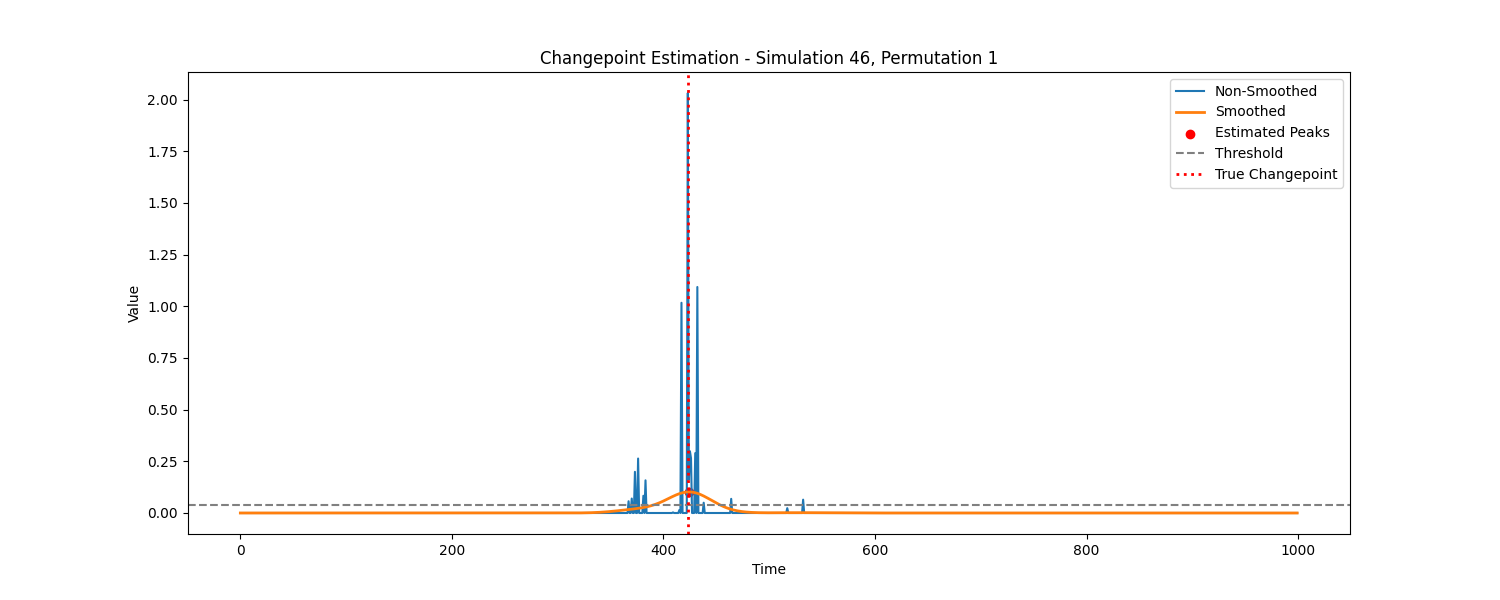 Changepoint Estimation - Simulation 46, Permutation 1
Non-Smoothed
Smoothed
Estimated Peaks
Threshold
True Changepoint
Value
2.00
1.75
1.50
1.25
1.00
0.75
0.50
0.25
0.00
0 200 400 600 800 1000
Time